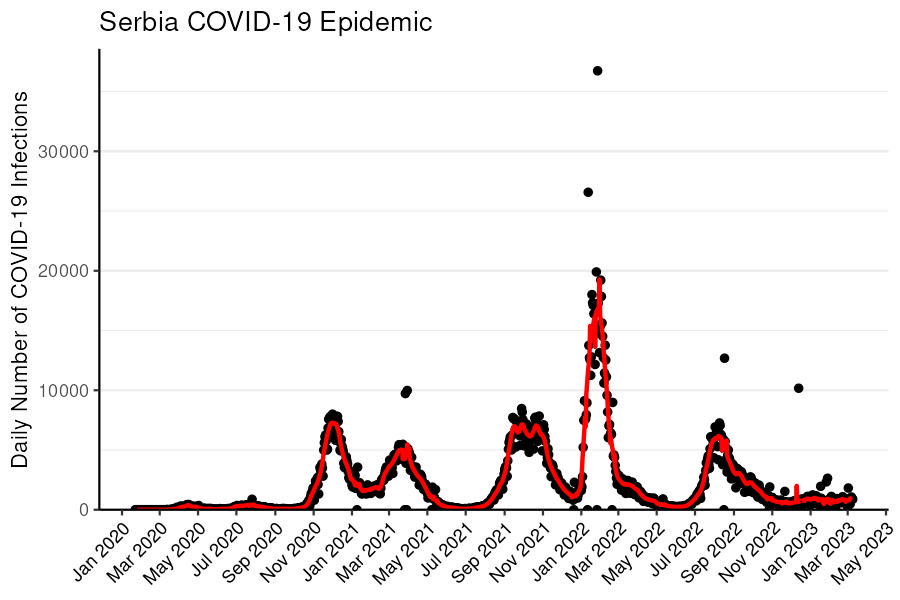 Serbia COVID-19 Epidemic
Daily Number of COVID-19 Infections
30000
20000
10000
0
Jan 2020
Mar 2020
May 2020
Jul 2020
Sep 2020
Nov 2020
Jan 2021
Mar 2021
May 2021
Jul 2021
Sep 2021
Nov 2021
Jan 2022
Mar 2022
May 2022
Jul 2022
Sep 2022
Nov 2022
Jan 2023
Mar 2023
May 2023